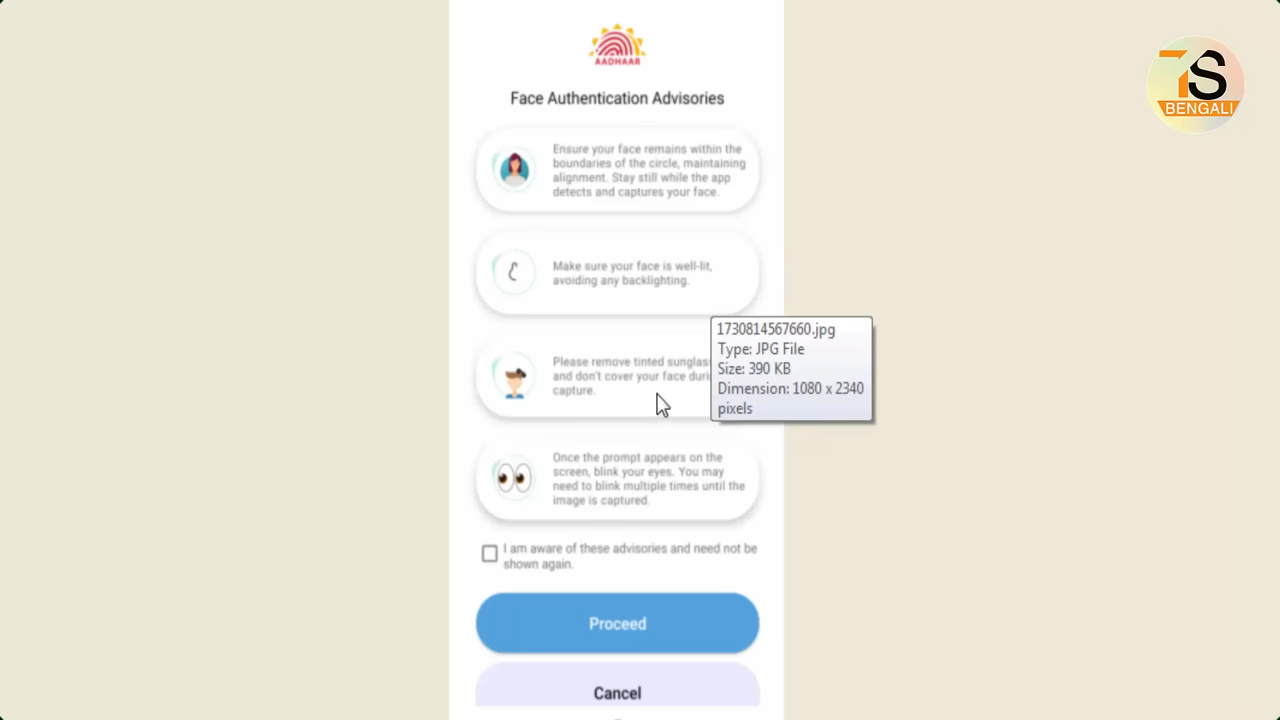 AADHAAR
Face Authentication Advisories
Ensure your face remains within the
boundaries of the circle, maintaining
alignment. Stay still while the app
detects and captures your face.
Make sure your face is well-lit,
avoiding any backlighting.
Please remove tinted sunglas
and don't cover your face duri
capture.
Once the prompt appears on the
screen, blink your eyes. You may
need to blink multiple times until the
image is captured.
I am aware of these advisories and need not be
shown again.
Proceed
Cancel
1730814567660.jpg
Type: JPG File
Size: 390 KB
Dimension: 1080 x 2340
pixels
7S
BENGALI